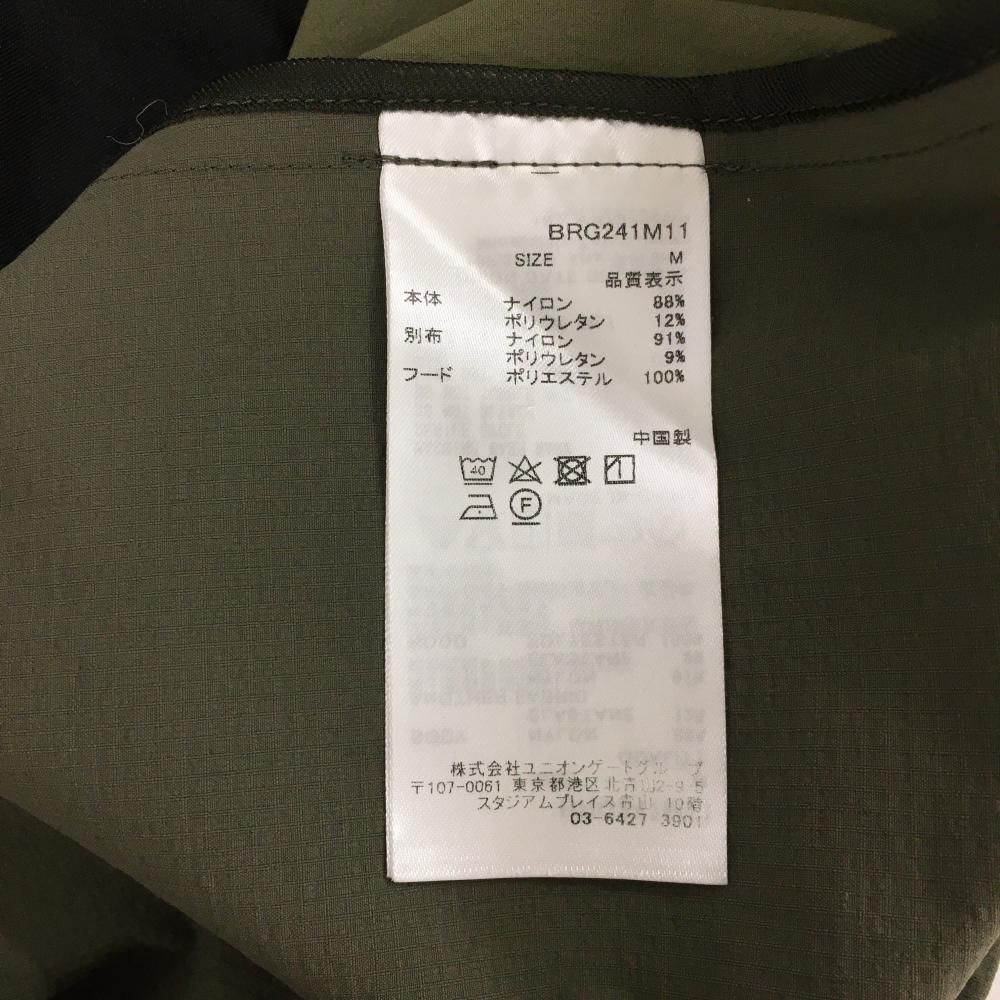 BRG241M11
SIZE M
品質表示
本体 ナイロン 88%
ポリウレタン 12%
別布 ナイロン 91%
ポリウレタン 9%
フード ポリエステル 100%
中国製
40
F
株式会社ユニオンゲートグループ
〒107-0061 東京都港区北青山2-9-5
スタジアムプレイス青山 10階
03-6427-3901